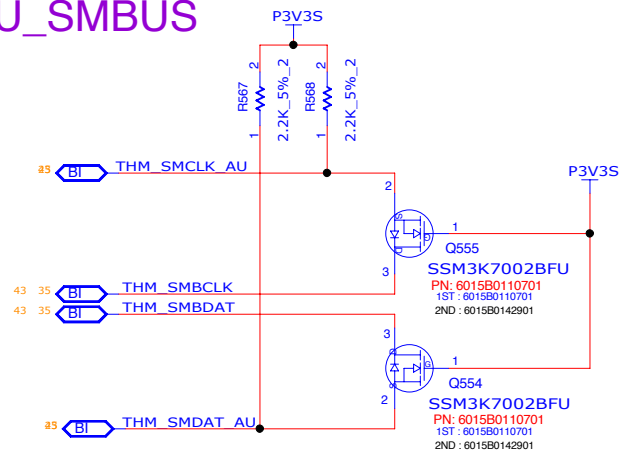 U_SMBUS
P3V3S
2
2
R567
2.2K_5%_2
R568
2.2K_5%_2
1
1
BI
THM_SMCLK_AU
P3V3S
2
S
G
1
D
Q555
3
SSM3K7002BFU
PN: 6015B0110701
1ST : 6015B0110701
2ND : 6015B0142901
43 35
BI
THM_SMBCLK
43 35
BI
THM_SMBDAT
3
D
G
1
S
Q554
2
SSM3K7002BFU
PN: 6015B0110701
1ST : 6015B0110701
2ND : 6015B0142901
BI
THM_SMDAT_AU